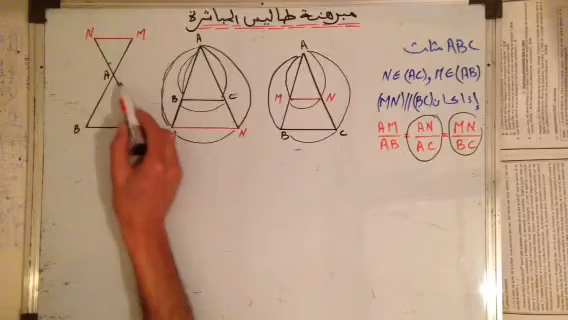 مبرهنة طاليس المباشرة
ABC مثلث
N∈(AC), M∈(AB)
إذا كان (BC)//(MN)
AM/AB = AN/AC = MN/BC
N M
A
B
A
B C
N
A
M N
B C